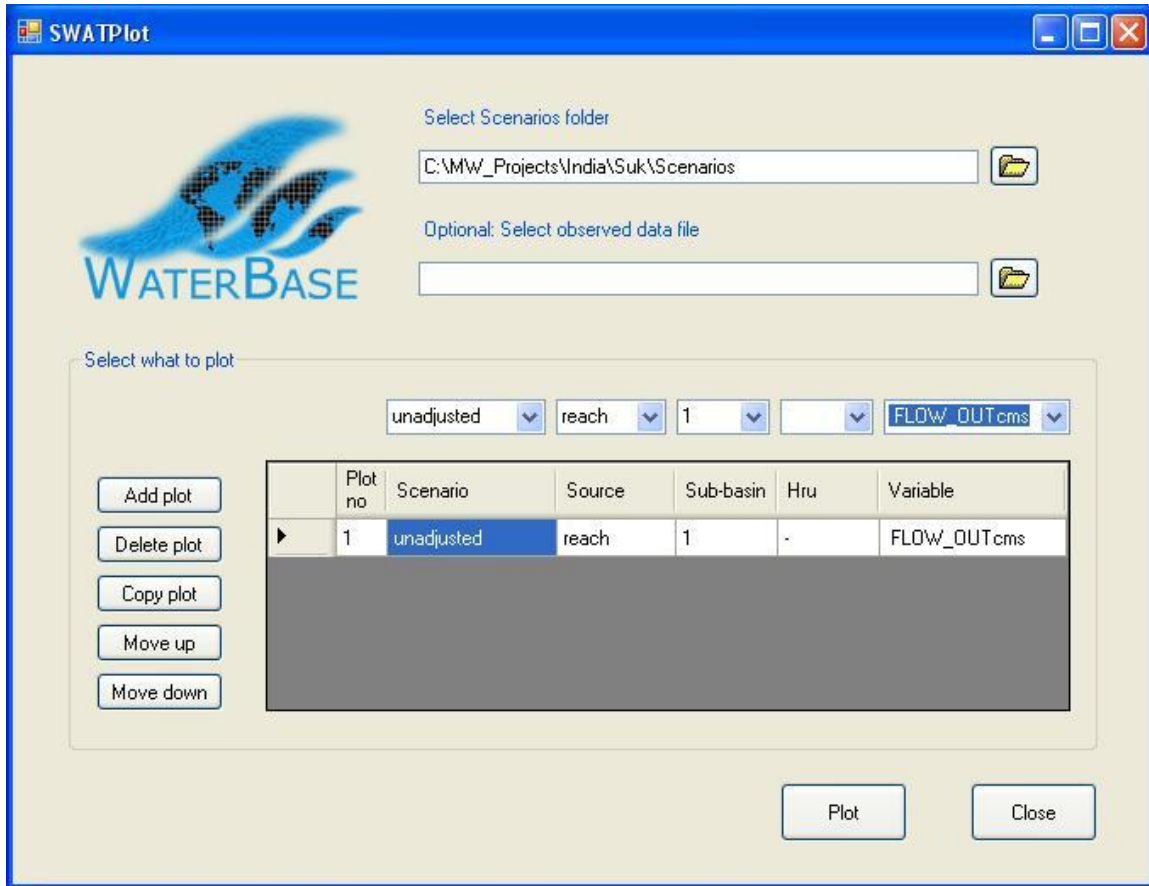 SWATPlot
WATERBASE
Select Scenarios folder
C:\MW_Projects\India\Suk\Scenarios
Optional: Select observed data file
Select what to plot
unadjusted reach 1 FLOW_OUTcms
Add plot
Delete plot
Copy plot
Move up
Move down
Plot no Scenario Source Sub-basin Hru Variable
1 unadjusted reach 1 - FLOW_OUTcms
Plot Close